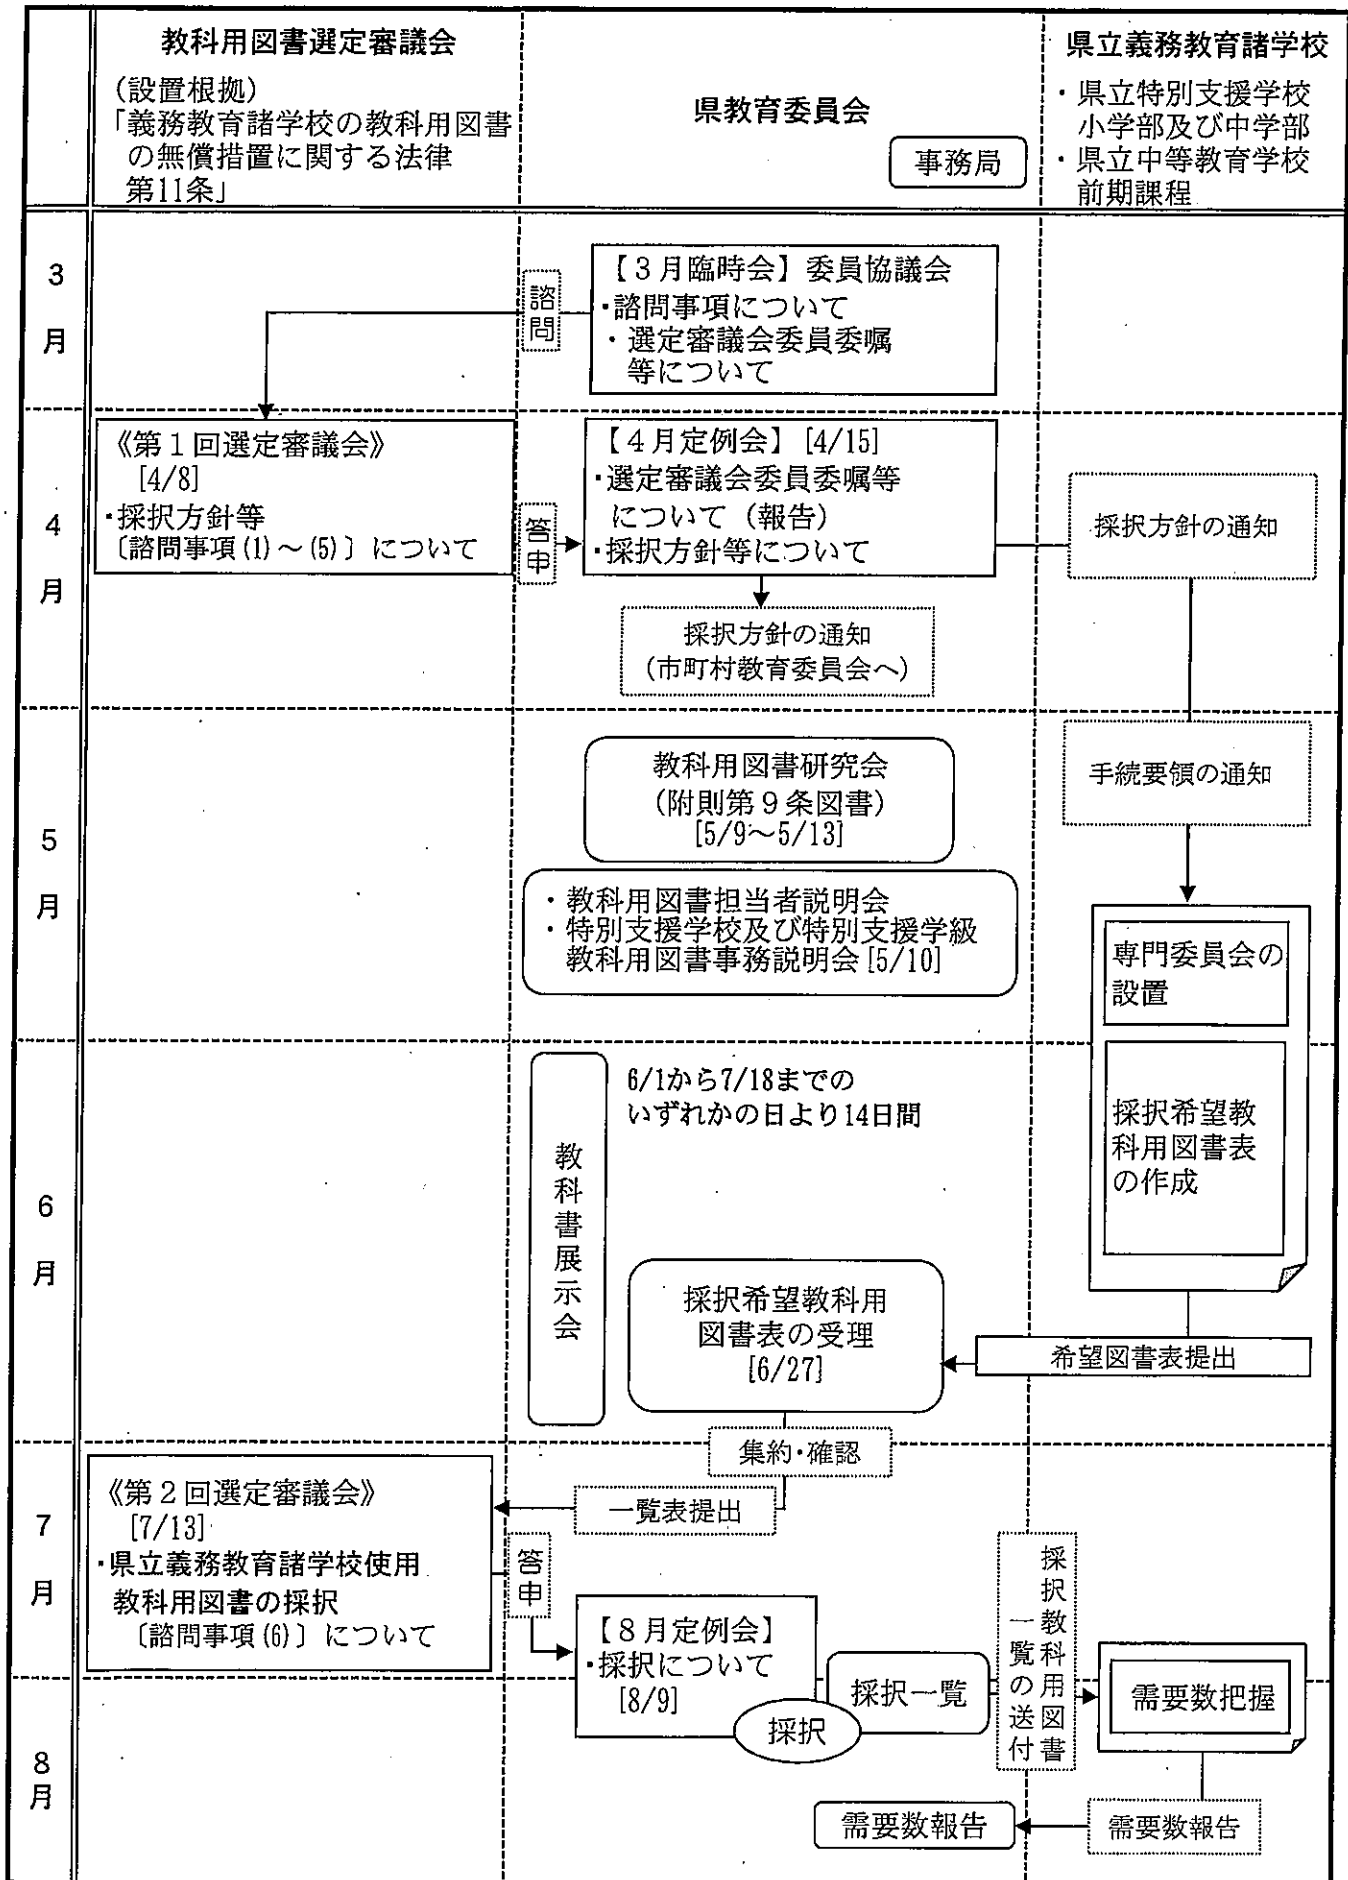 教科用図書選定審議会
(設置根拠)
「義務教育諸学校の教科用図書
の無償措置に関する法律
第11条」
県教育委員会
事務局
県立義務教育諸学校
・県立特別支援学校
小学部及び中学部
・県立中等教育学校
前期課程
3月
諮問
【3月臨時会】委員協議会
・諮問事項について
・選定審議会委員委嘱
等について
4月
《第1回選定審議会》
[4/8]
・採択方針等
〔諮問事項(1)～(5)〕について
答申
【4月定例会】[4/15]
・選定審議会委員委嘱等
について（報告）
・採択方針等について
採択方針の通知
採択方針の通知
(市町村教育委員会へ)
5月
教科用図書研究会
(附則第9条図書)
[5/9～5/13]
手続要領の通知
・教科用図書担当者説明会
・特別支援学校及び特別支援学級
教科用図書事務説明会[5/10]
専門委員会の
設置
6月
教科書展示会
6/1から7/18までの
いずれかの日より14日間
採択希望教
科用図書表
の作成
採択希望教科用
図書表の受理
[6/27]
希望図書表提出
集約・確認
7月
《第2回選定審議会》
[7/13]
・県立義務教育諸学校使用
教科用図書の採択
〔諮問事項(6)〕について
一覧表提出
答申
【8月定例会】
・採択について
[8/9]
採択
採択一覧
採択教科用図書
一覧の送付
需要数把握
8月
需要数報告
需要数報告